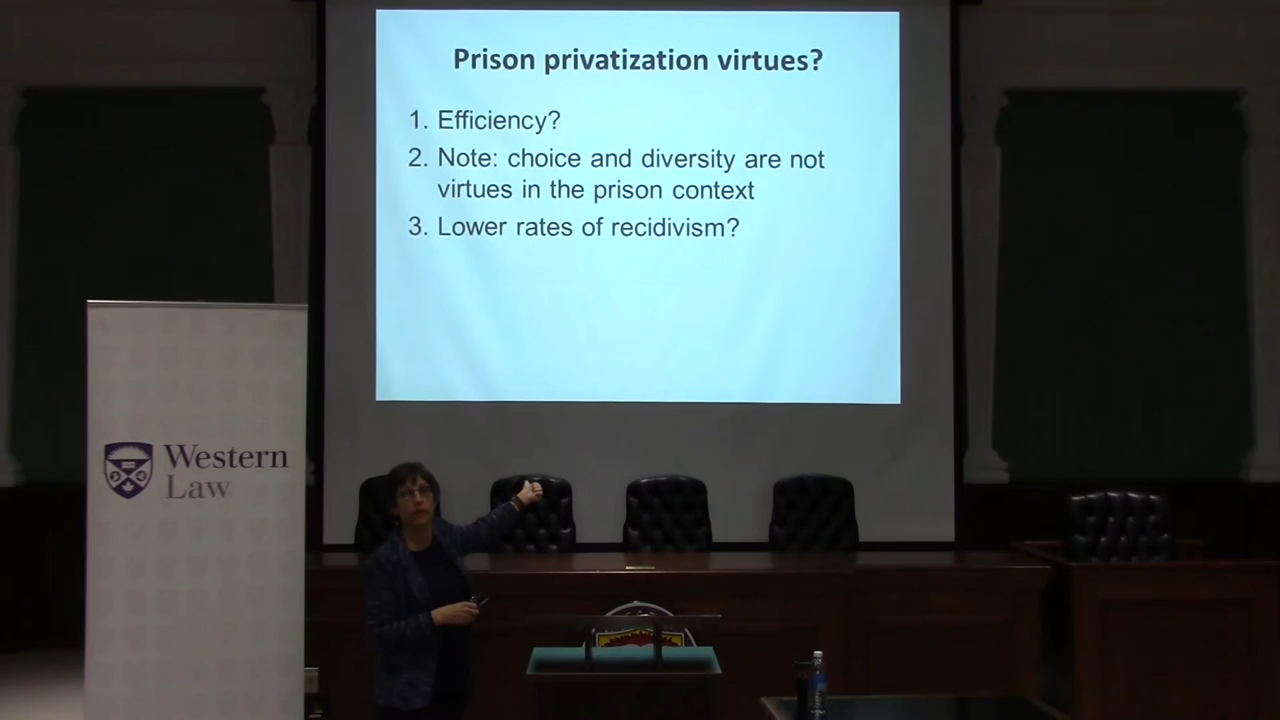 Prison privatization virtues?
1. Efficiency?
2. Note: choice and diversity are not
virtues in the prison context
3. Lower rates of recidivism?
Western
Law